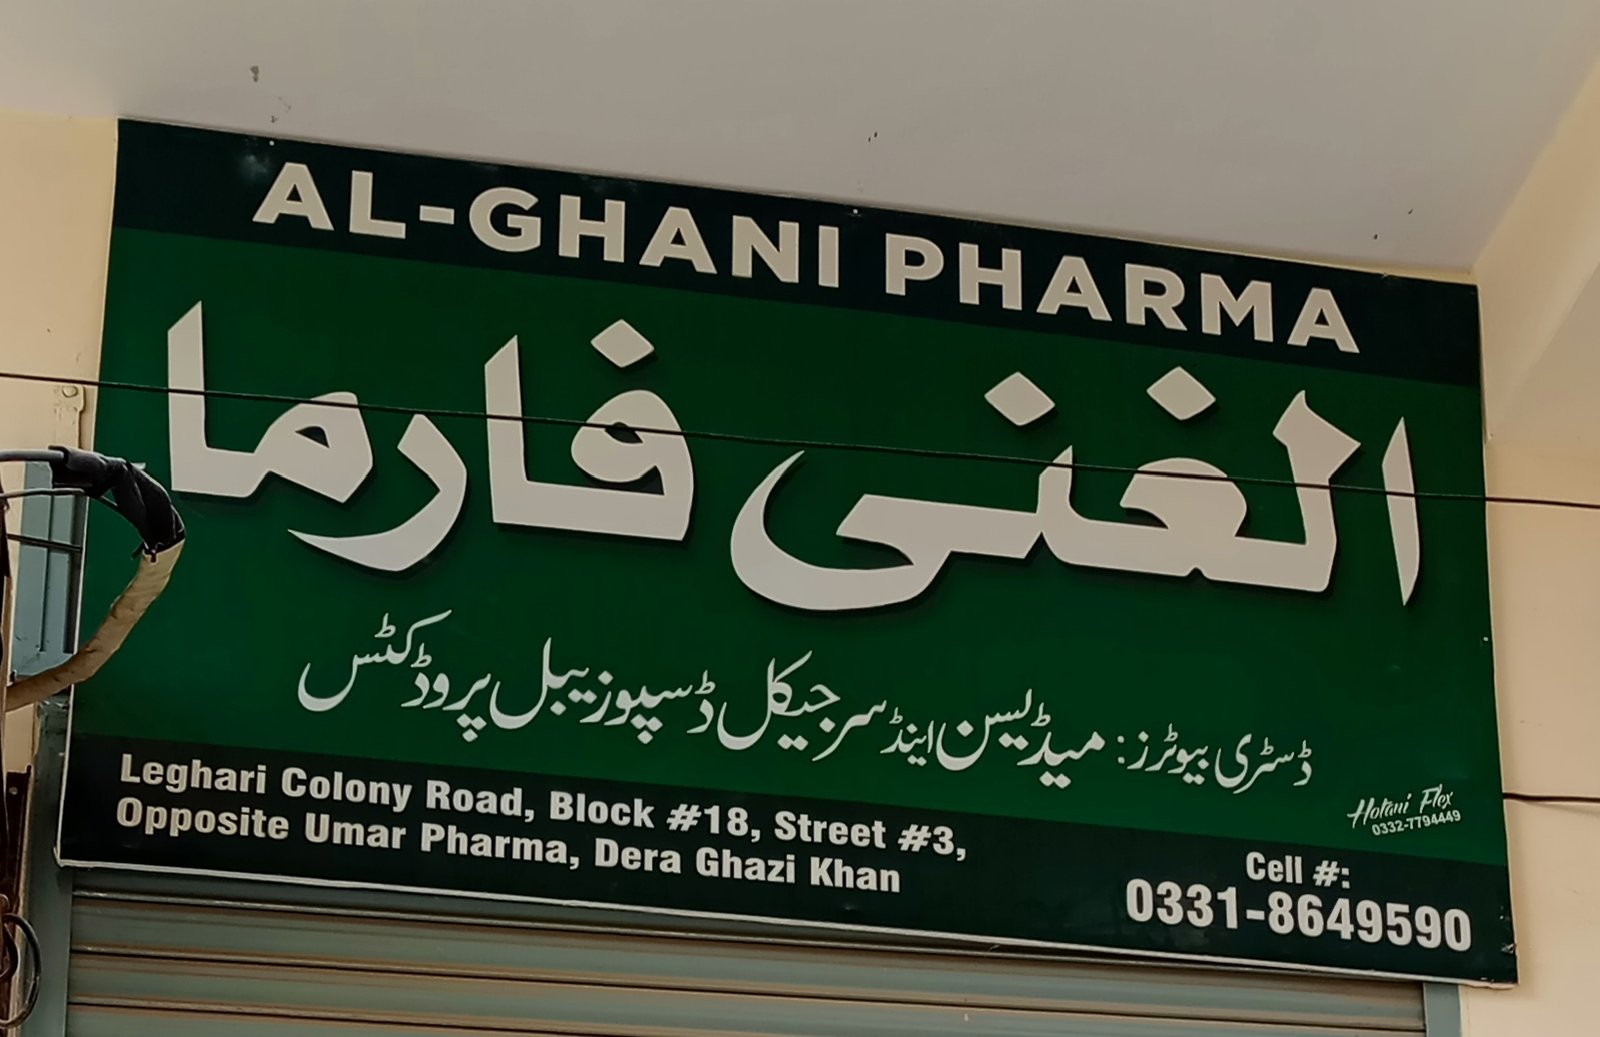 AL-GHANI PHARMA
الغنی فارما
ڈسٹری بیوٹرز: میڈیسن اینڈ سرجیکل ڈسپوزیبل پروڈکٹس
Hotani Flex
0332-7794449
Leghari Colony Road, Block #18, Street #3,
Opposite Umar Pharma, Dera Ghazi Khan
Cell #:
0331-8649590